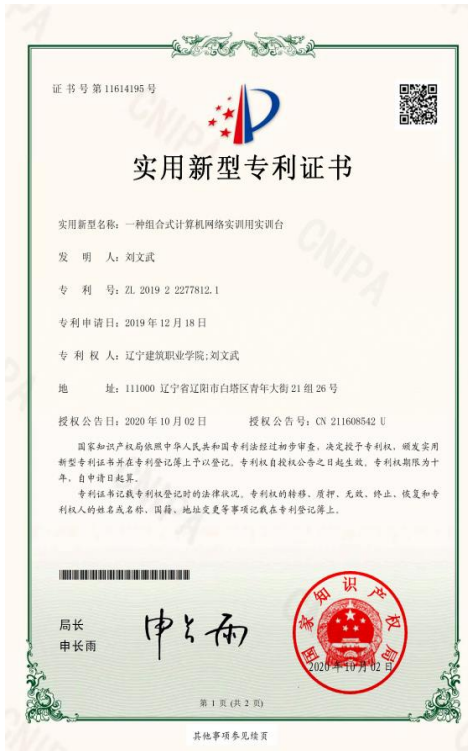 证书号第11614195号
实用新型专利证书
实用新型名称：一种组合式计算机网络实训用实训台
发 明 人：刘文武
专 利 号：ZL 2019 2 2277812.1
专利申请日：2019年12月18日
专 利 权 人：辽宁建筑职业学院;刘文武
地 址：111000 辽宁省辽阳市白塔区青年大街21组26号
授权公告日：2020年10月02日 授权公告号：CN 211608542 U
国家知识产权局依照中华人民共和国专利法经过初步审查，决定授予专利权，颁发实用
新型专利证书并在专利登记簿上予以登记。专利权自授权公告之日起生效。专利权期限为十
年，自申请日起算。
专利证书记载专利权登记时的法律状况。专利权的转移、质押、无效、终止、恢复和专
利权人的姓名或名称、国籍、地址变更等事项记载在专利登记簿上。
局长
申长雨
申长雨
国家知识产权局
2020年10月02日
第 1 页 (共 2 页)
其他事项参见续页
CNIPA
CNIPA
CNIPA